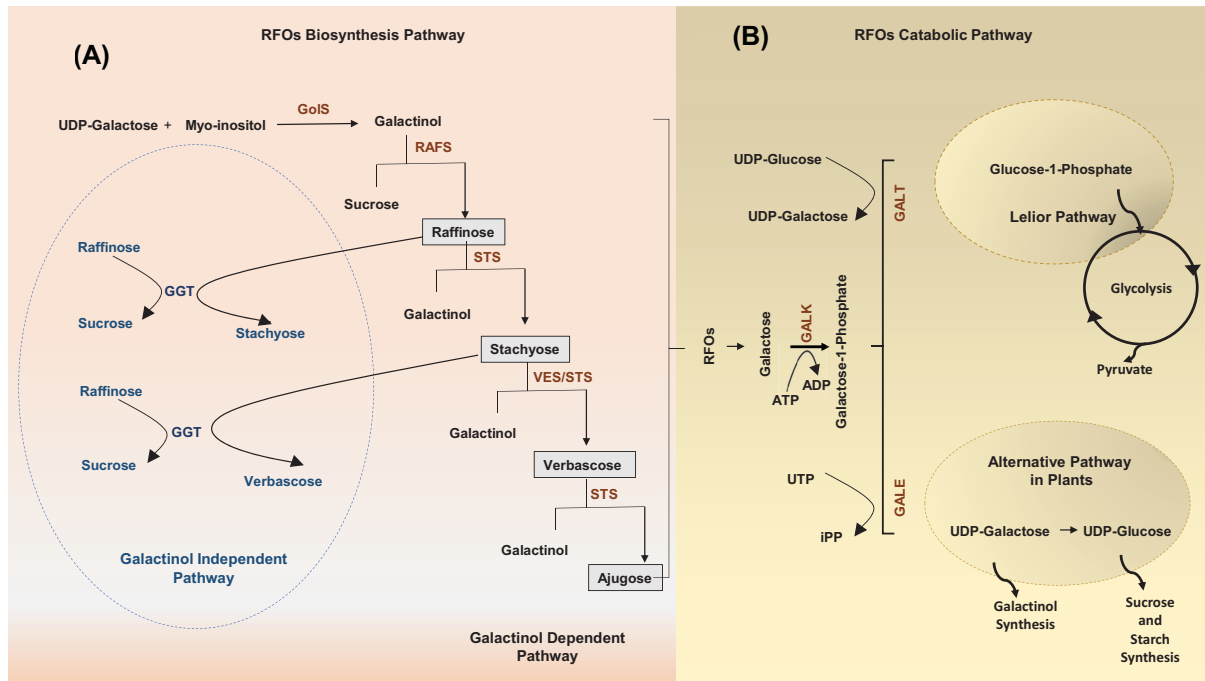 (A)
RFOs Biosynthesis Pathway
UDP-Galactose + Myo-inositol
GolS
Galactinol
RAFS
Sucrose
Raffinose
STS
Galactinol
Stachyose
VES/STS
Galactinol
Verbascose
STS
Galactinol
Ajugose
Raffinose
GGT
Sucrose
Stachyose
Raffinose
GGT
Sucrose
Verbascose
Galactinol Independent
Pathway
Galactinol Dependent
Pathway
(B)
RFOs Catabolic Pathway
RFOs
Galactose
GALK
ATP
ADP
Galactose-1-Phosphate
UDP-Glucose
UDP-Galactose
GALT
UTP
iPP
GALE
Glucose-1-Phosphate
Lelior Pathway
Glycolysis
Pyruvate
Alternative Pathway
in Plants
UDP-Galactose
UDP-Glucose
Galactinol
Synthesis
Sucrose
and
Starch
Synthesis